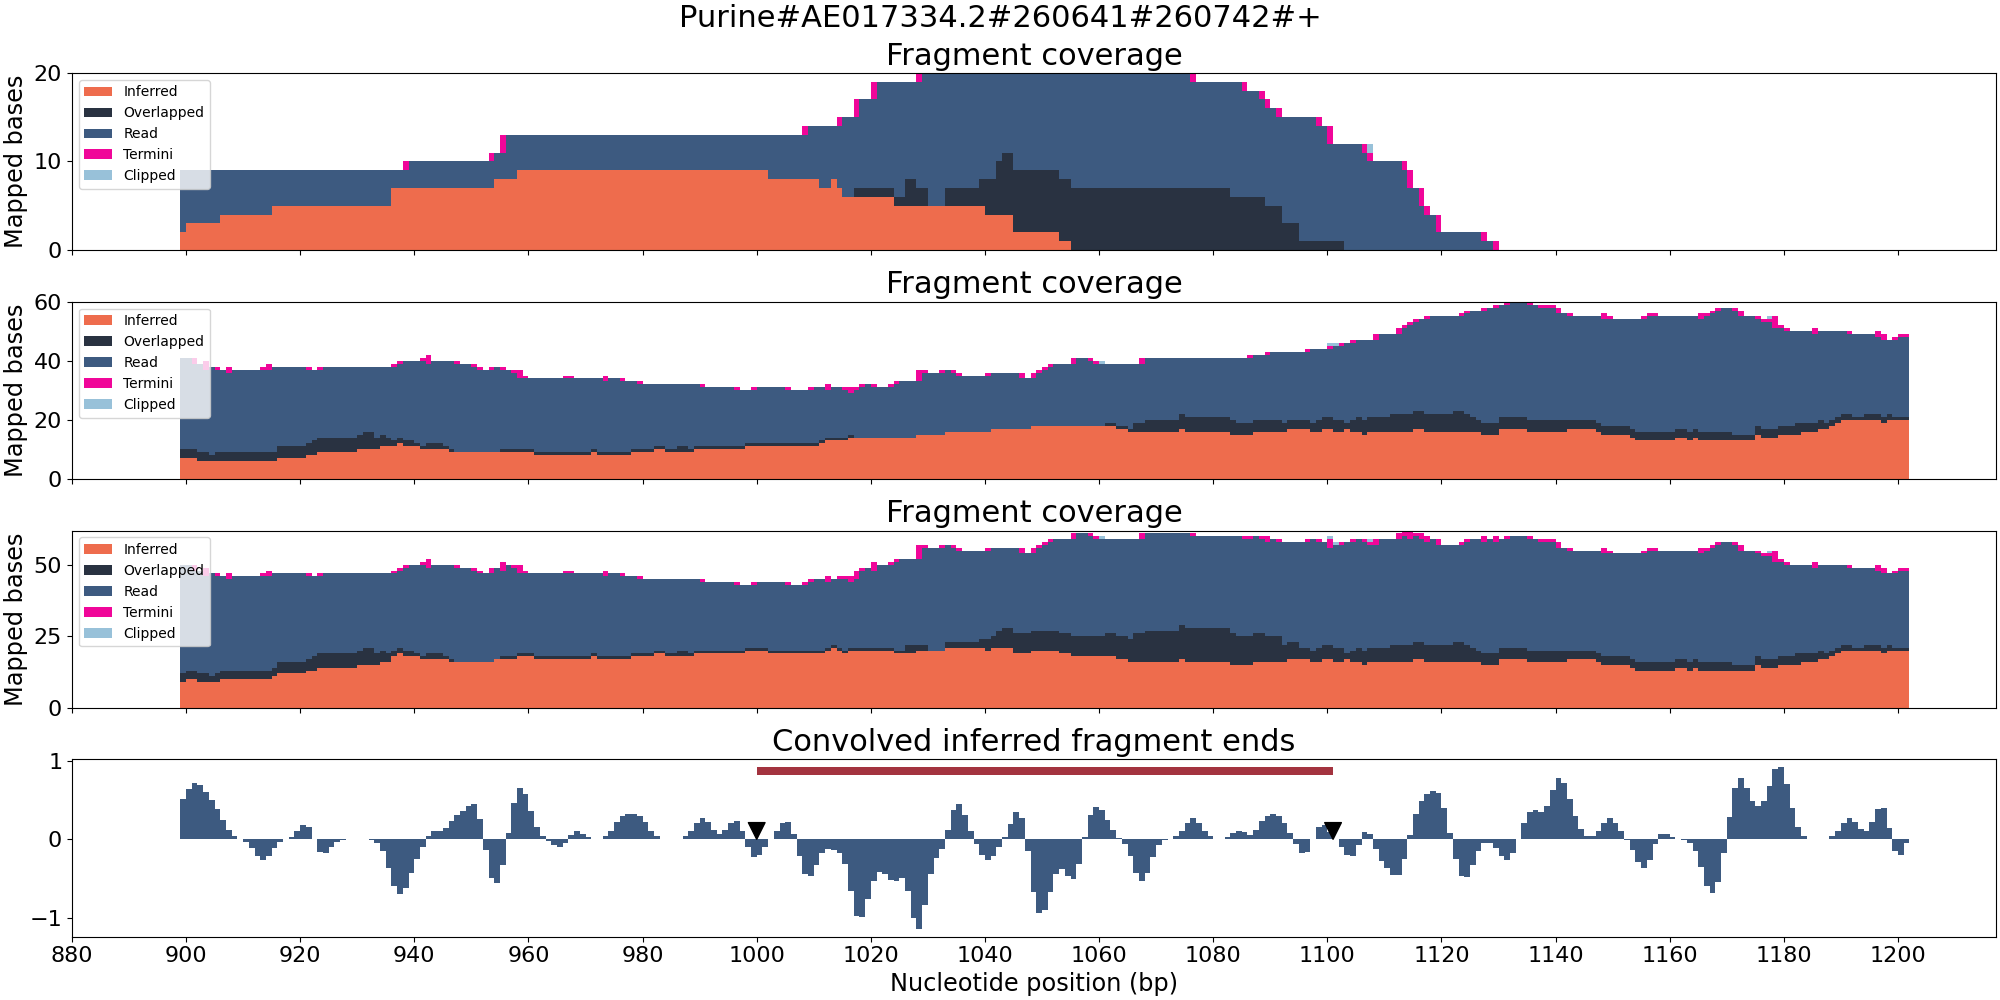 Purine#AE017334.2#260641#260742#+
Fragment coverage
Mapped bases
20
10
0
Inferred
Overlapped
Read
Termini
Clipped
Fragment coverage
Mapped bases
60
40
20
0
Inferred
Overlapped
Read
Termini
Clipped
Fragment coverage
Mapped bases
50
25
0
Inferred
Overlapped
Read
Termini
Clipped
Convolved inferred fragment ends
1
0
−1
880 900 920 940 960 980 1000 1020 1040 1060 1080 1100 1120 1140 1160 1180 1200
Nucleotide position (bp)